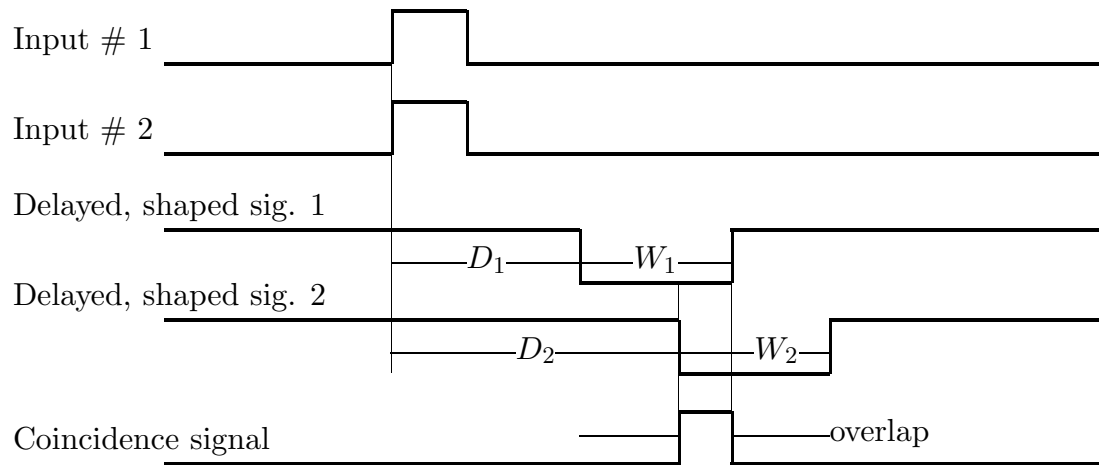 Input # 1
Input # 2
Delayed, shaped sig. 1
D₁ W₁
Delayed, shaped sig. 2
D₂ W₂
Coincidence signal overlap